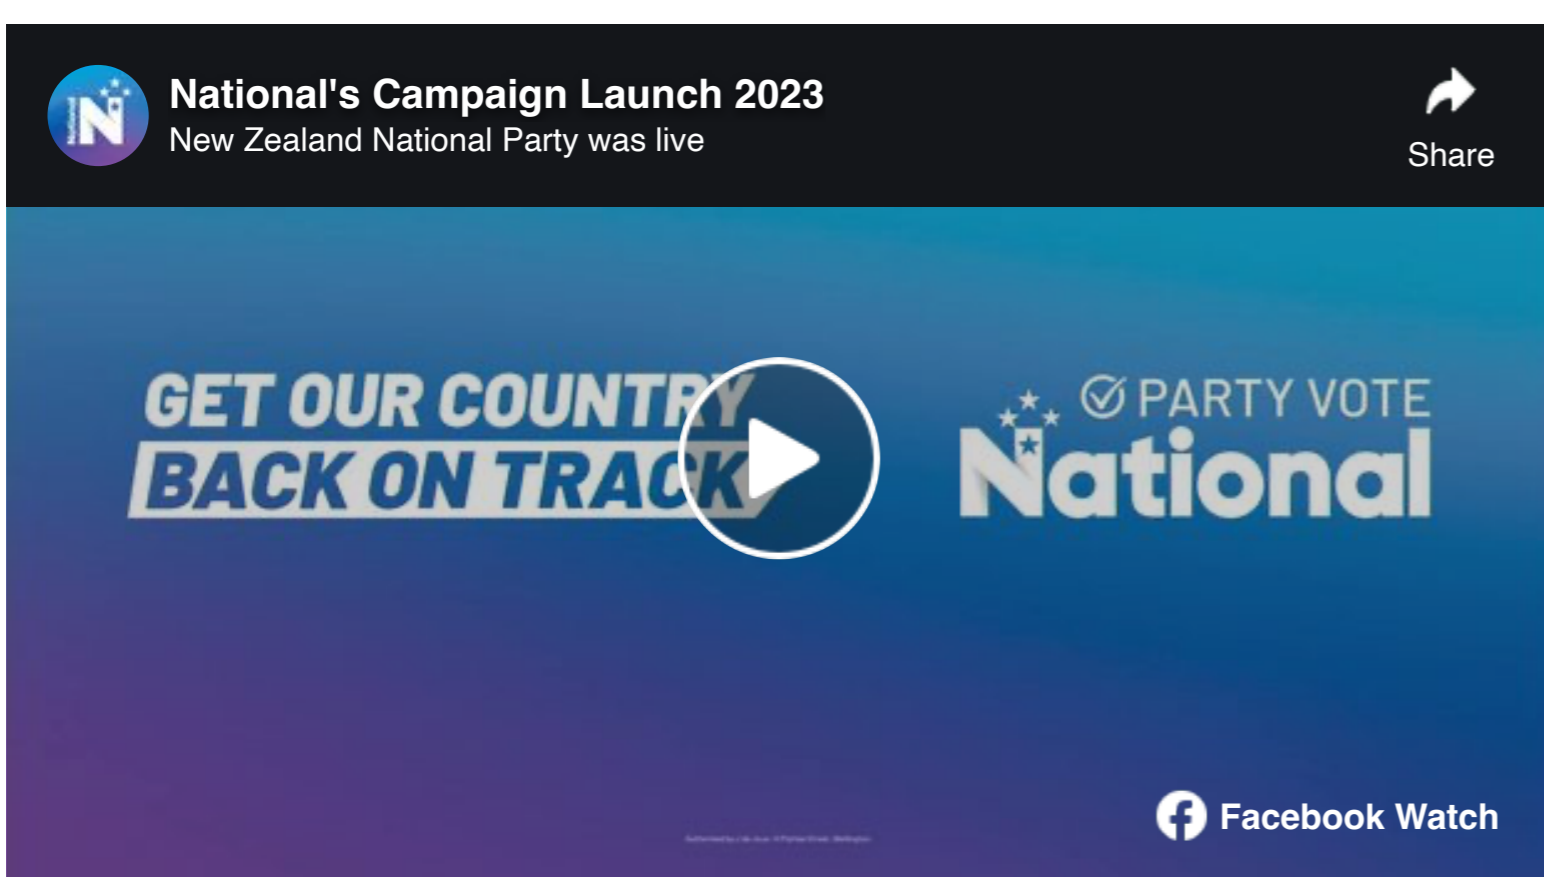 National's Campaign Launch 2023
New Zealand National Party was live
Share
GET OUR COUNTRY
BACK ON TRACK
PARTY VOTE
National
Facebook Watch